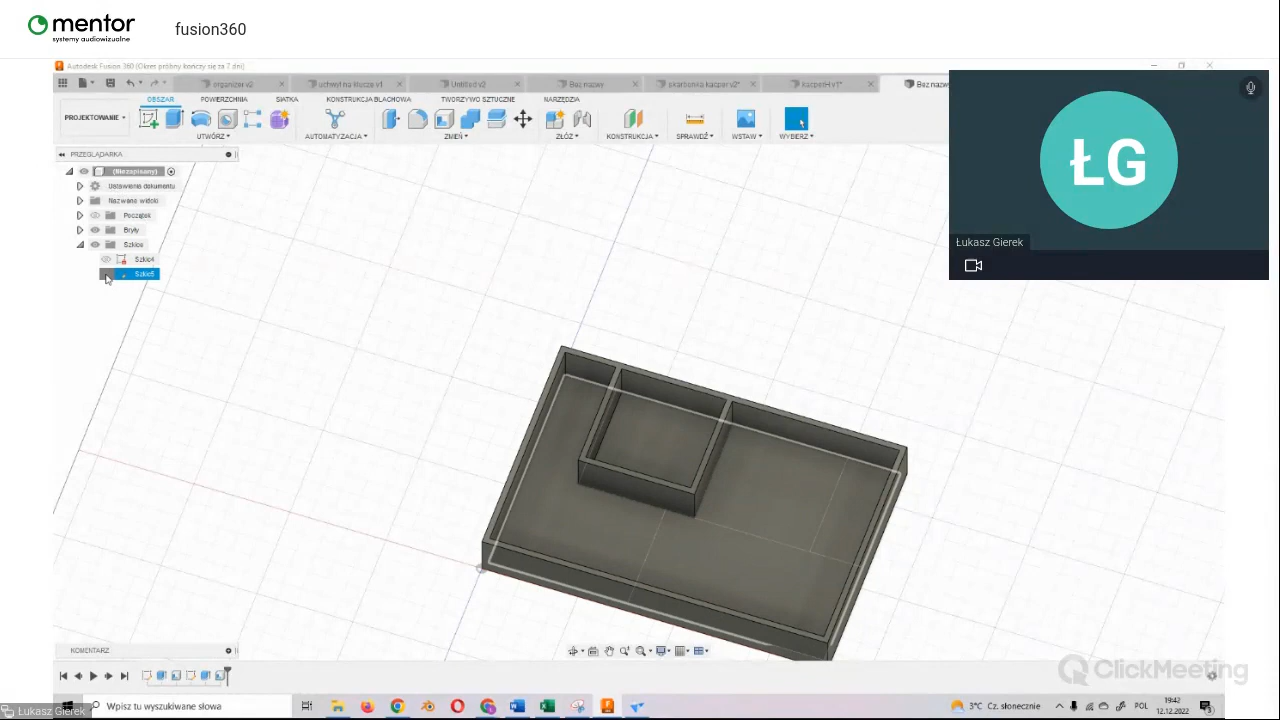 mentor
systemy audiowizualne
fusion360
Autodesk Fusion 360 (Okres próbny kończy się za 7 dni)
organizer v2
uchwyt na klucze v1
Untitled v2
Bez nazwy
skarbonka kacper v2*
kacperH v1*
Bez nazw
PROJEKTOWANIE
OBSZAR
POWIERZCHNIA
SIATKA
KONSTRUKCJA BLACHOWA
TWORZYWO SZTUCZNE
NARZĘDZIA
UTWÓRZ
AUTOMATYZACJA
ZMIEŃ
ZŁÓŻ
KONSTRUKCJA
SPRAWDŹ
WSTAW
WYBIERZ
ŁG
Łukasz Gierek
PRZEGLĄDARKA
(Niezapisany)
Ustawienia dokumentu
Nazwane widoki
Początek
Bryły
Szkice
Szkic4
Szkic5
KOMENTARZ
ClickMeeting
Łukasz Gierek
Wpisz tu wyszukiwane słowa
3°C Cz. słonecznie
POL
19:42
12.12.2022